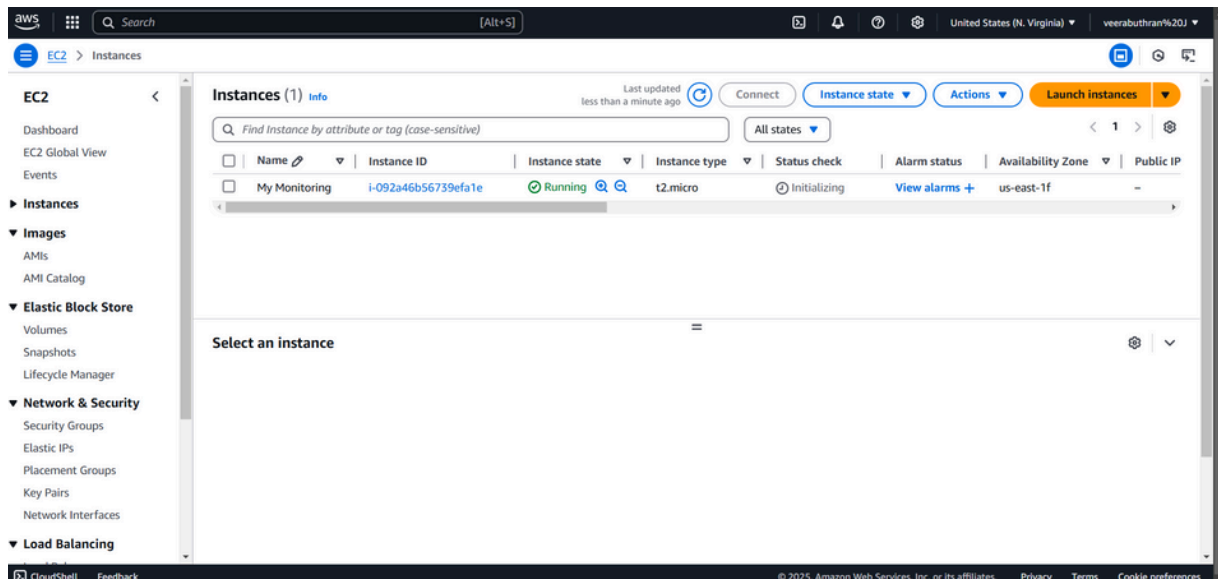 aws
Search
[Alt+S]
United States (N. Virginia)
veerabuthran%20J
EC2 > Instances
EC2
Dashboard
EC2 Global View
Events
Instances
Images
AMIs
AMI Catalog
Elastic Block Store
Volumes
Snapshots
Lifecycle Manager
Network & Security
Security Groups
Elastic IPs
Placement Groups
Key Pairs
Network Interfaces
Load Balancing
Instances (1) Info
Last updated
less than a minute ago
Connect
Instance state
Actions
Launch instances
Find Instance by attribute or tag (case-sensitive)
All states
1
Name Instance ID Instance state Instance type Status check Alarm status Availability Zone Public IP
My Monitoring i-092a46b56739efa1e Running t2.micro Initializing View alarms + us-east-1f –
Select an instance
CloudShell Feedback © 2025, Amazon Web Services, Inc. or its affiliates. Privacy Terms Cookie preferences